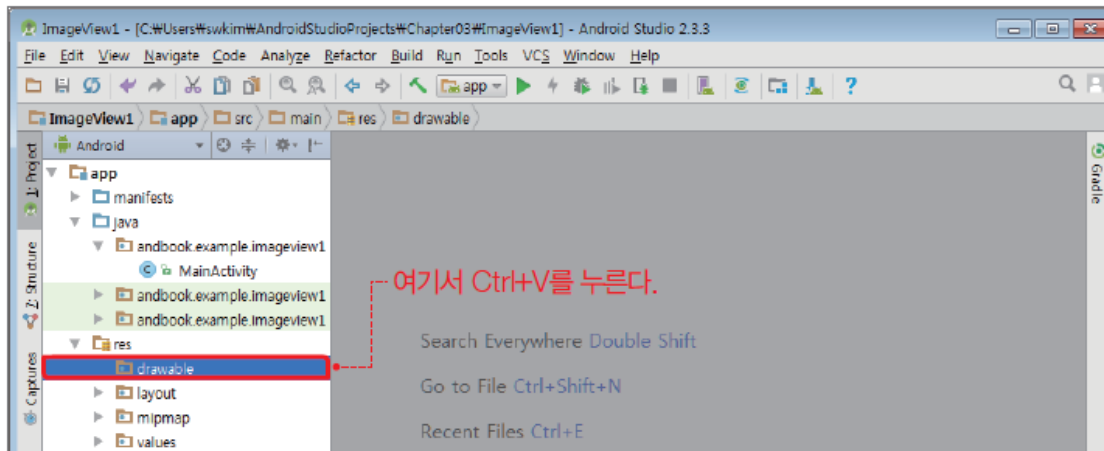 ImageView1 - [C:₩Users₩swkim₩AndroidStudioProjects₩Chapter03₩ImageView1] - Android Studio 2.3.3
File Edit View Navigate Code Analyze Refactor Build Run Tools VCS Window Help
app
?
ImageView1 app src main res drawable
Android
1: Project
app
manifests
java
andbook.example.imageview1
MainActivity
andbook.example.imageview1
andbook.example.imageview1
res
drawable
layout
mipmap
values
Z: Structure
Captures
여기서 Ctrl+V를 누른다.
Search Everywhere Double Shift
Go to File Ctrl+Shift+N
Recent Files Ctrl+E
Gradle